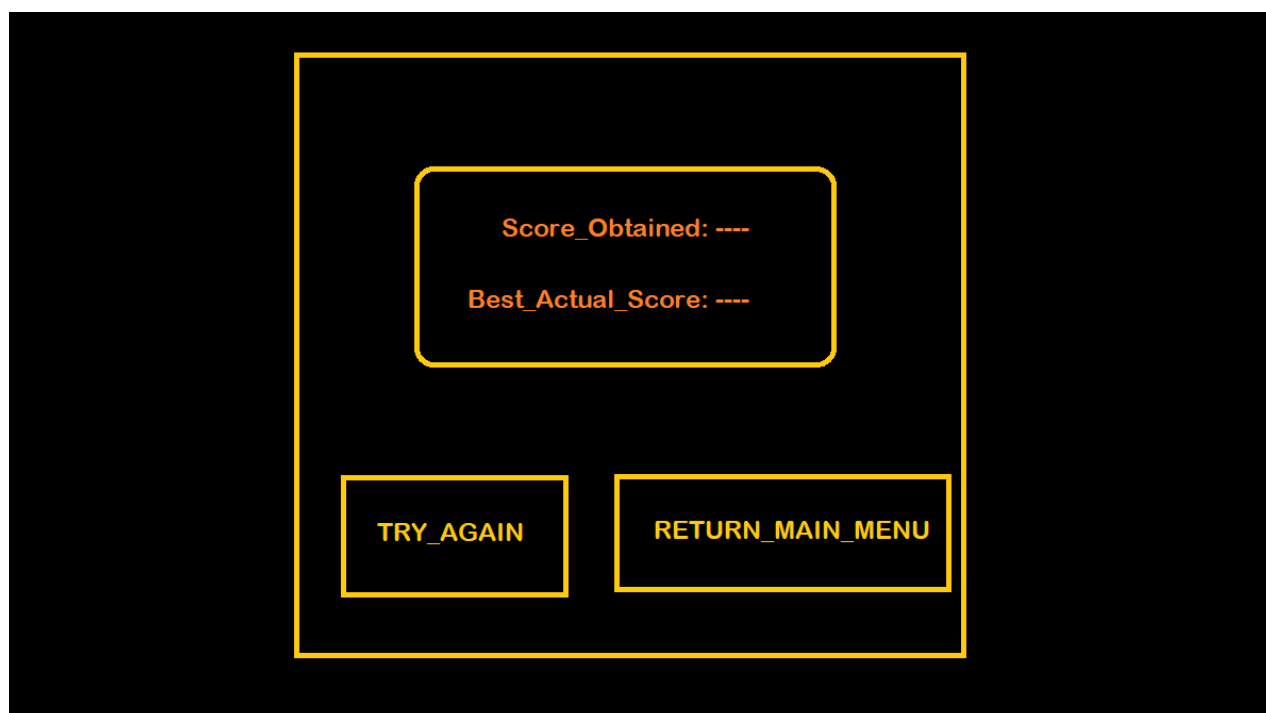 Score_Obtained: ----
Best_Actual_Score: ----
TRY_AGAIN
RETURN_MAIN_MENU